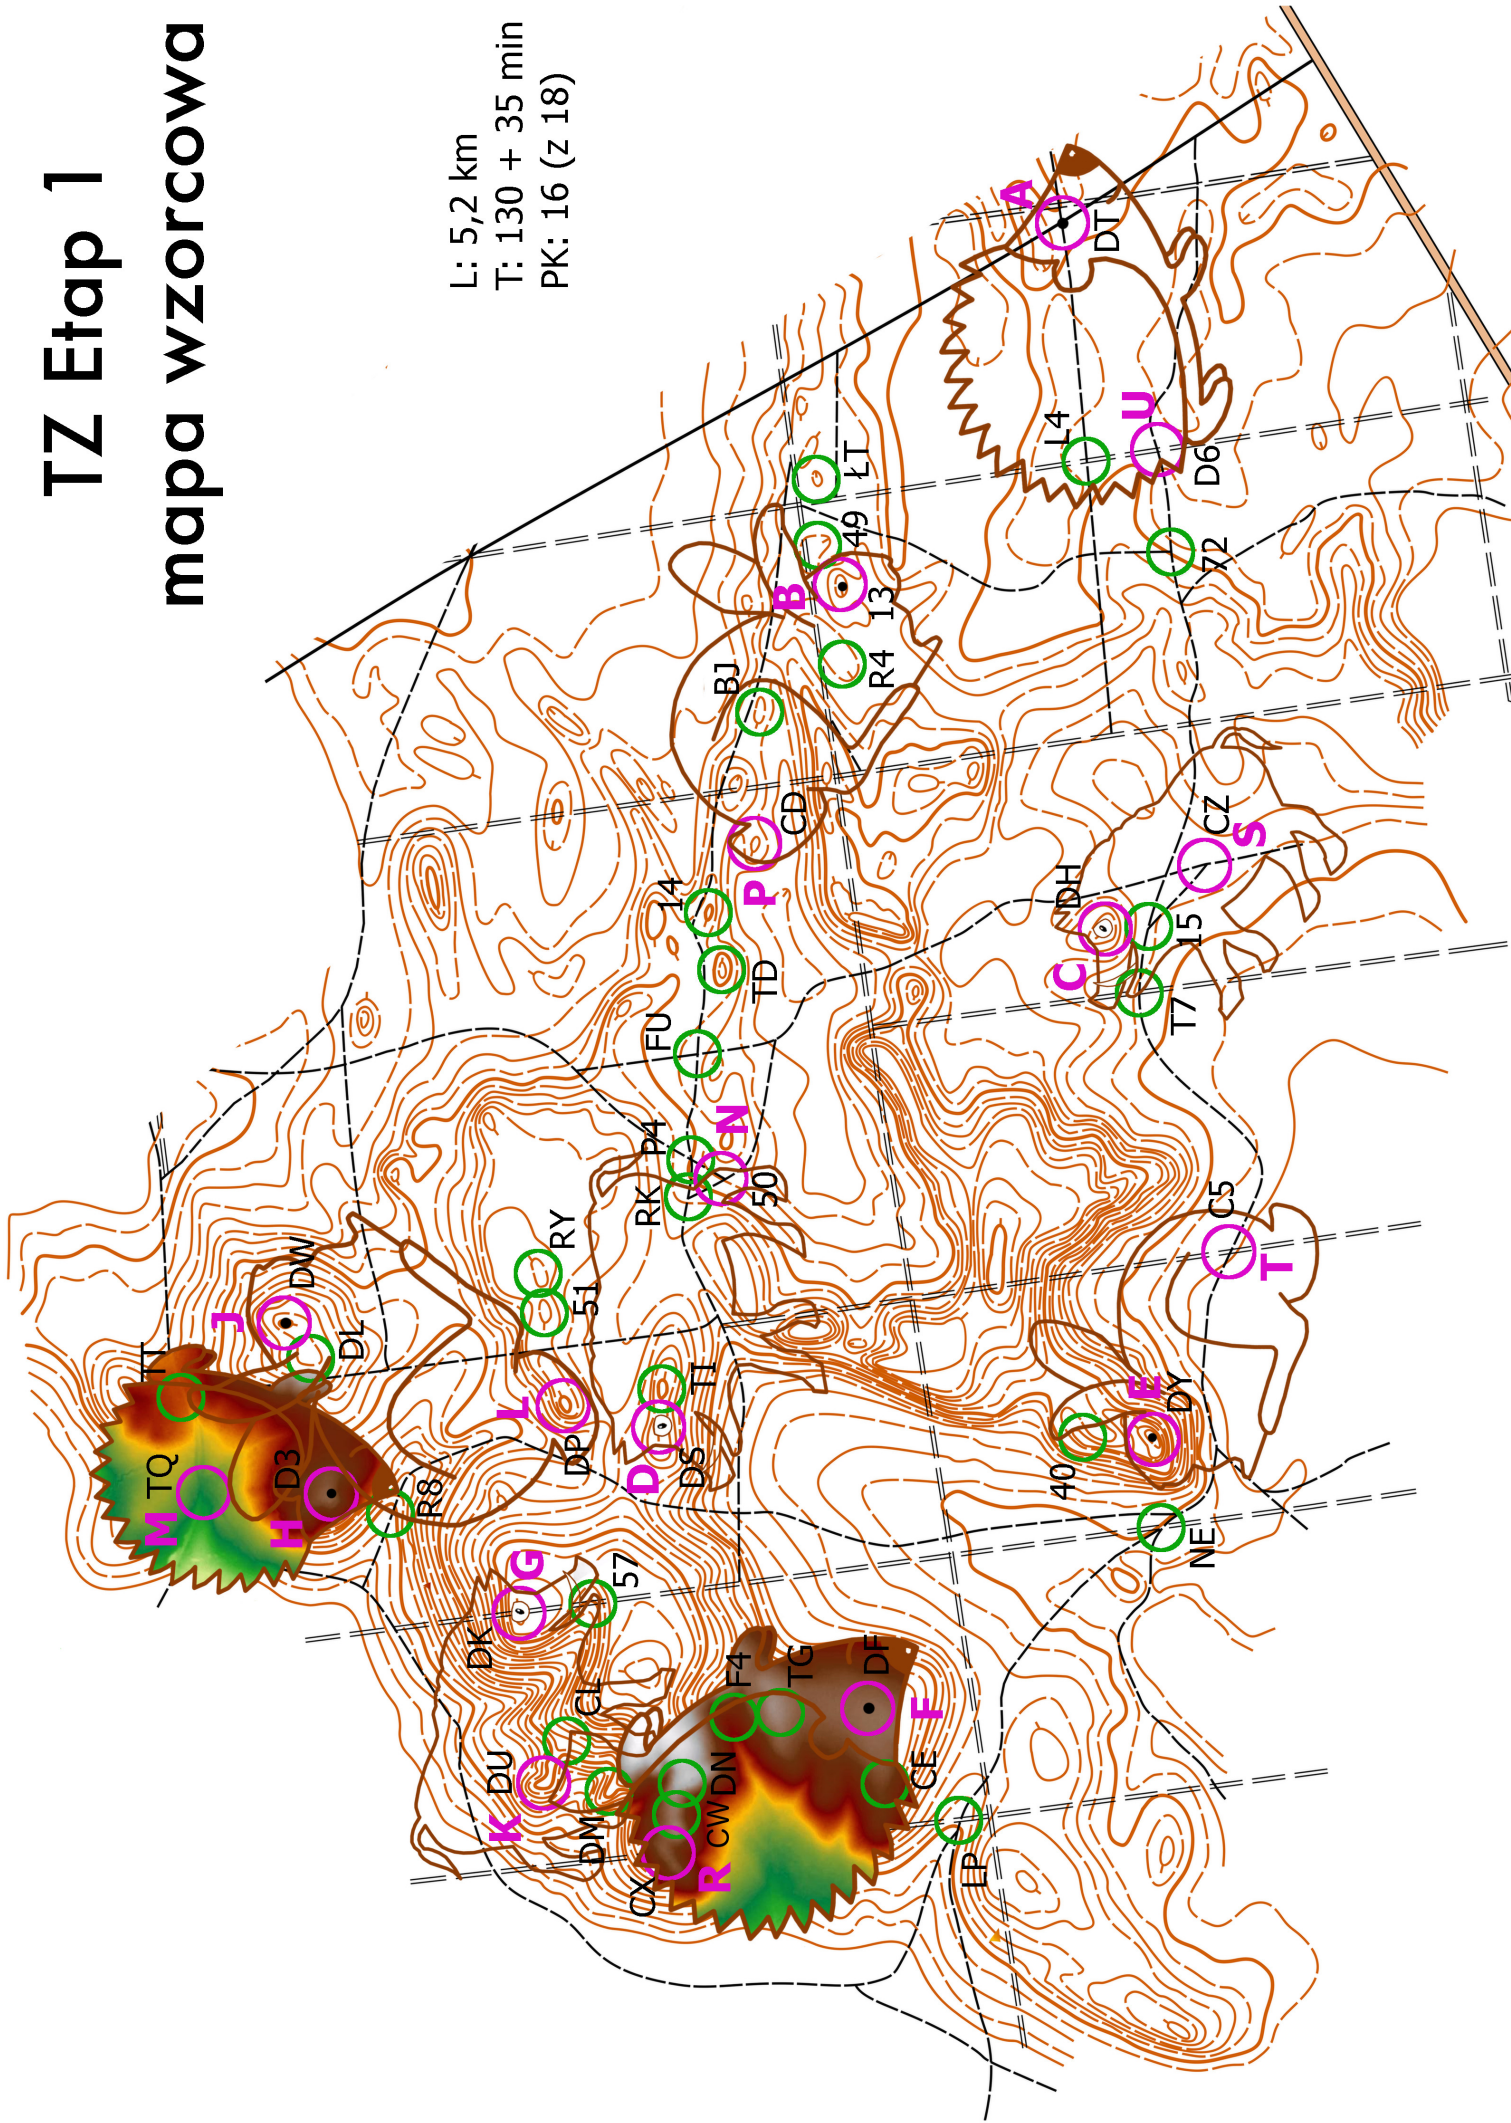 TZ Etap 1
mapa wzorcowa
L: 5,2 km
T: 130 + 35 min
PK: 16 (z 18)
TT
J
DW
DL
TQ
M
D3
H
R8
L
DP
RY
51
D
DS
TI
RK
P4
N
50
FU
14
TD
P
CD
BJ
R4
B
13
49
ŁT
A
DT
L4
U
D6
72
DH
C
15
T7
CZ
S
C5
T
E
DY
40
NE
G
DK
57
CL
DU
K
DM
F4
TG
DF
F
DN
CW
CX
R
CE
LP